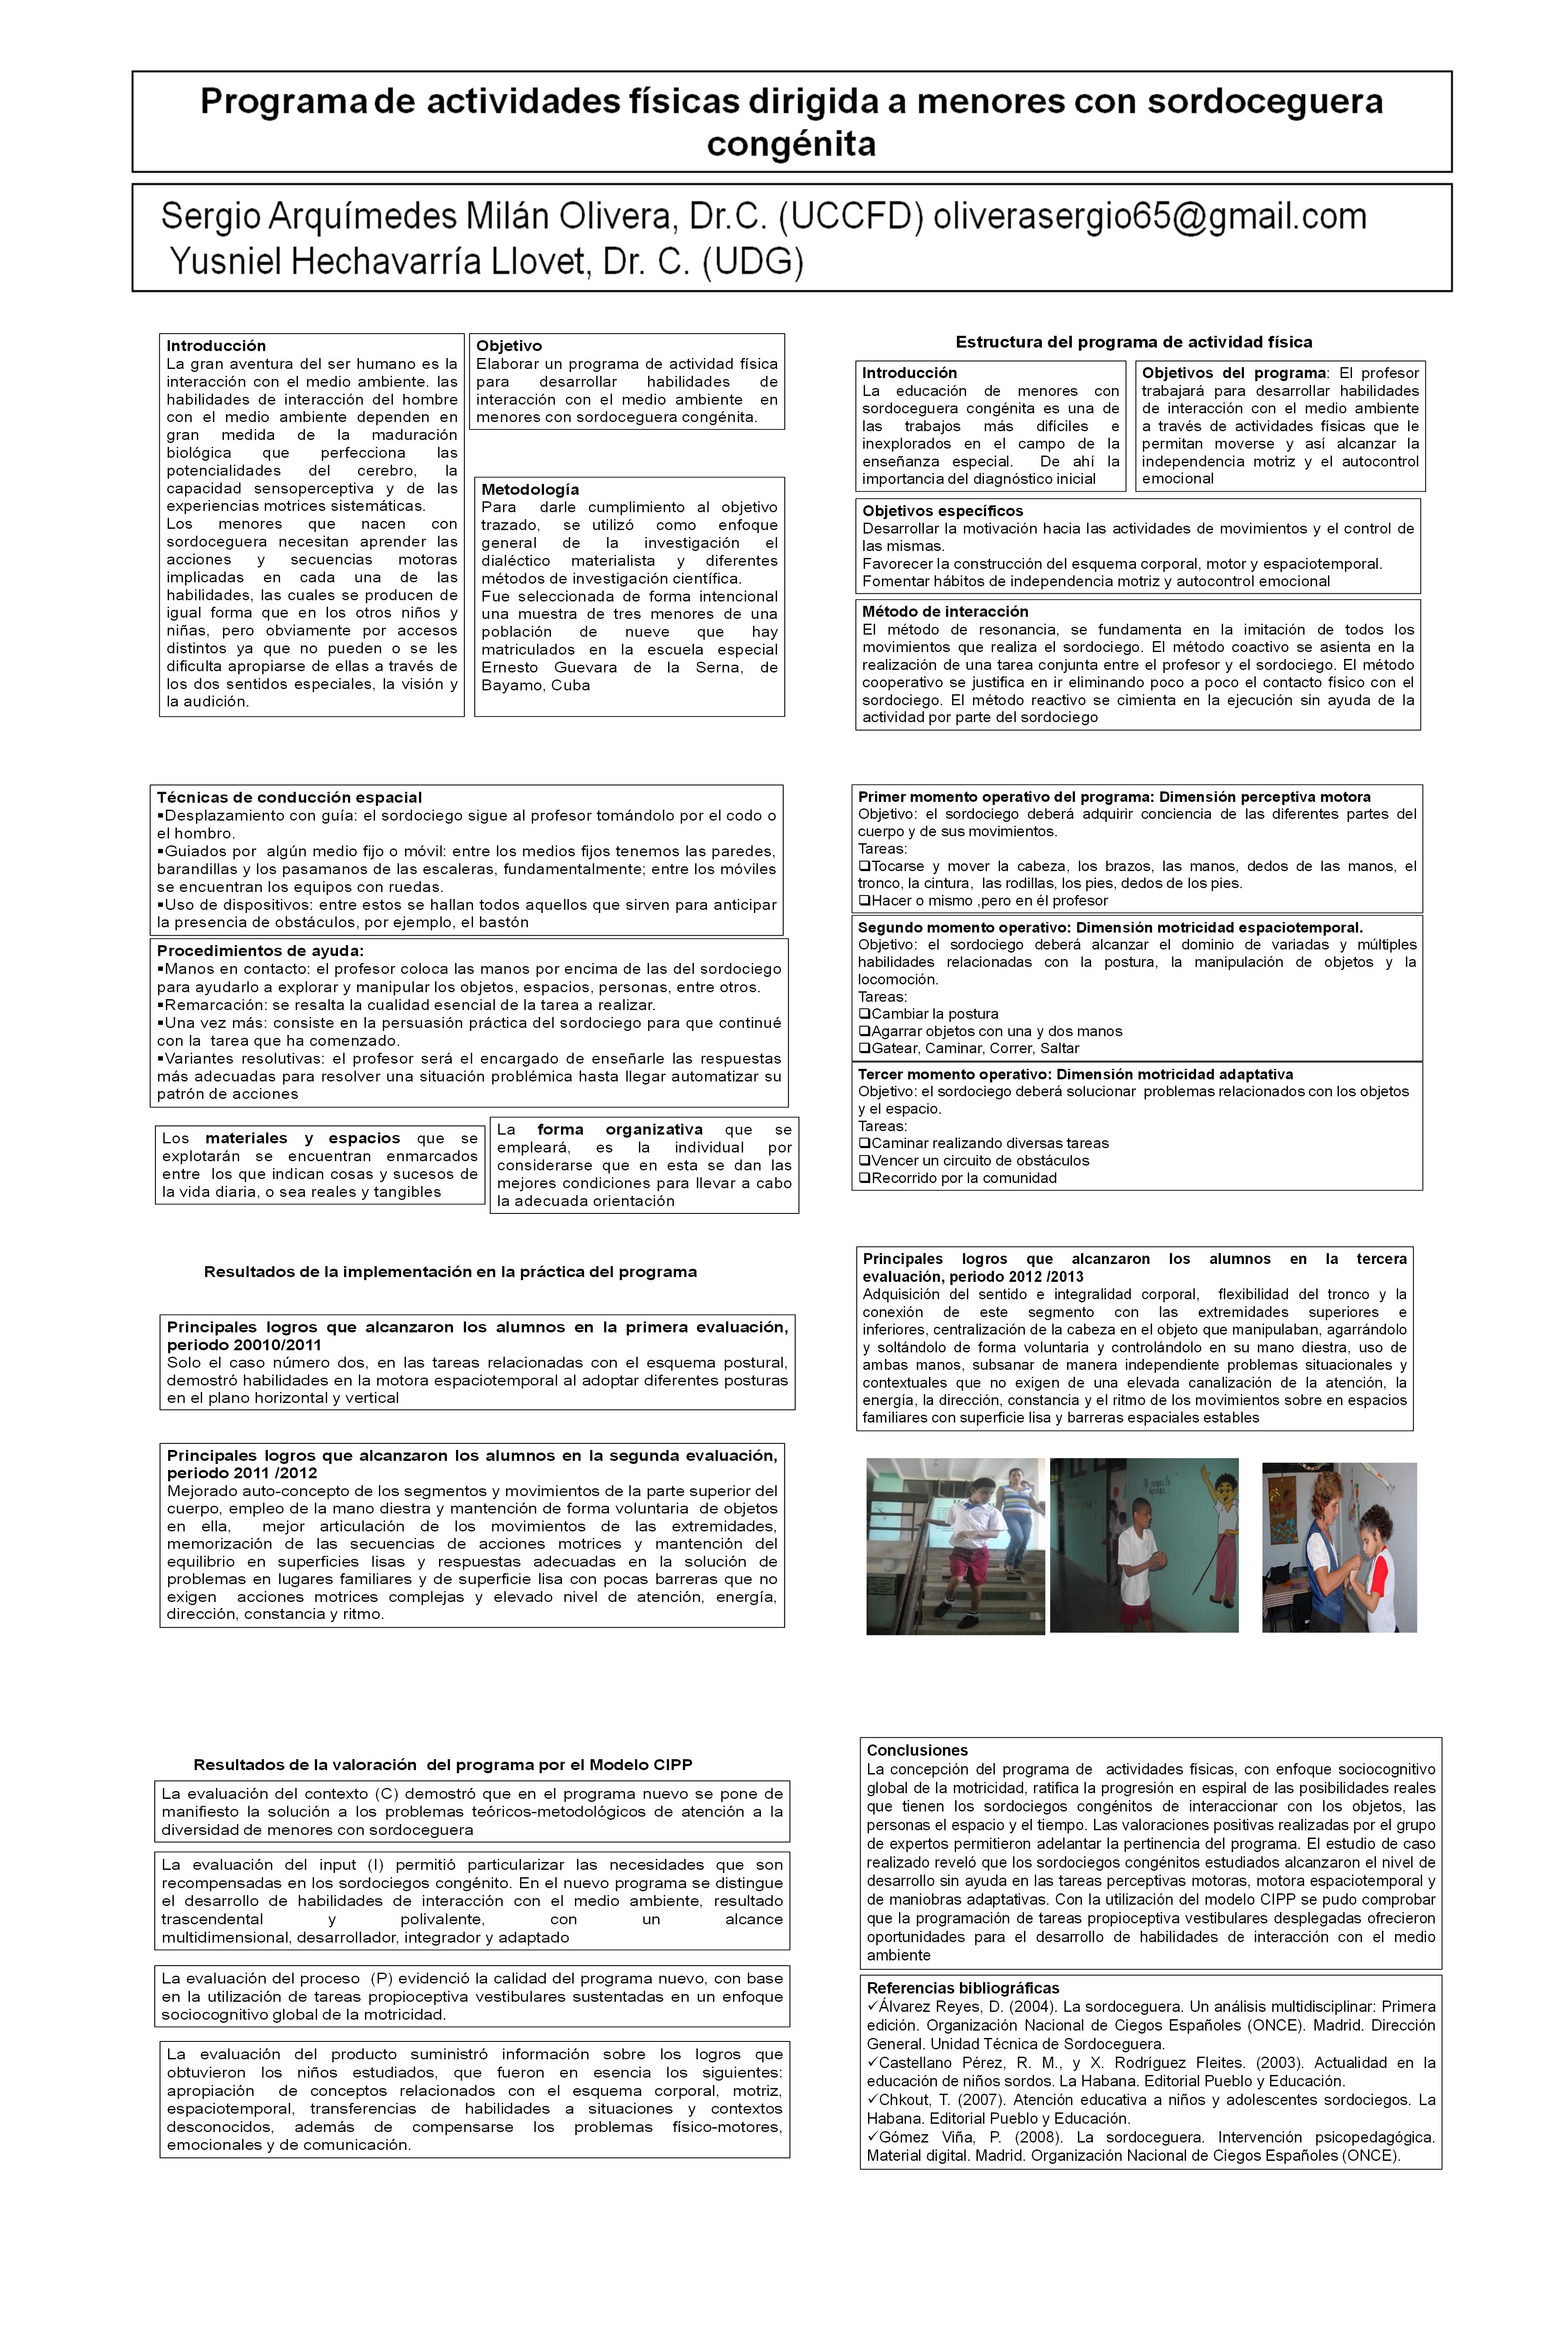 Programa de actividades físicas dirigida a menores con sordoceguera
congénita
Sergio Arquímedes Milán Olivera, Dr.C. (UCCFD) oliverasergio65@gmail.com
Yusniel Hechavarría Llovet, Dr. C. (UDG)
Introducción
La gran aventura del ser humano es la
interacción con el medio ambiente. las
habilidades de interacción del hombre
con el medio ambiente dependen en
gran medida de la maduración
biológica que perfecciona las
potencialidades del cerebro, la
capacidad sensoperceptiva y de las
experiencias motrices sistemáticas.
Los menores que nacen con
sordoceguera necesitan aprender las
acciones y secuencias motoras
implicadas en cada una de las
habilidades, las cuales se producen de
igual forma que en los otros niños y
niñas, pero obviamente por accesos
distintos ya que no pueden o se les
dificulta apropiarse de ellas a través de
los dos sentidos especiales, la visión y
la audición.
Objetivo
Elaborar un programa de actividad física
para desarrollar habilidades de
interacción con el medio ambiente en
menores con sordoceguera congénita.
Metodología
Para darle cumplimiento al objetivo
trazado, se utilizó como enfoque
general de la investigación el
dialéctico materialista y diferentes
métodos de investigación científica.
Fue seleccionada de forma intencional
una muestra de tres menores de una
población de nueve que hay
matriculados en la escuela especial
Ernesto Guevara de la Serna, de
Bayamo, Cuba
Estructura del programa de actividad física
Introducción
La educación de menores con
sordoceguera congénita es una de
las trabajos más difíciles e
inexplorados en el campo de la
enseñanza especial. De ahí la
importancia del diagnóstico inicial
Objetivos del programa: El profesor
trabajará para desarrollar habilidades
de interacción con el medio ambiente
a través de actividades físicas que le
permitan moverse y así alcanzar la
independencia motriz y el autocontrol
emocional
Objetivos específicos
Desarrollar la motivación hacia las actividades de movimientos y el control de
las mismas.
Favorecer la construcción del esquema corporal, motor y espaciotemporal.
Fomentar hábitos de independencia motriz y autocontrol emocional
Método de interacción
El método de resonancia, se fundamenta en la imitación de todos los
movimientos que realiza el sordociego. El método coactivo se asienta en la
realización de una tarea conjunta entre el profesor y el sordociego. El método
cooperativo se justifica en ir eliminando poco a poco el contacto físico con el
sordociego. El método reactivo se cimienta en la ejecución sin ayuda de la
actividad por parte del sordociego
Técnicas de conducción espacial
▪Desplazamiento con guía: el sordociego sigue al profesor tomándolo por el codo o
el hombro.
▪Guiados por algún medio fijo o móvil: entre los medios fijos tenemos las paredes,
barandillas y los pasamanos de las escaleras, fundamentalmente; entre los móviles
se encuentran los equipos con ruedas.
▪Uso de dispositivos: entre estos se hallan todos aquellos que sirven para anticipar
la presencia de obstáculos, por ejemplo, el bastón
Procedimientos de ayuda:
▪Manos en contacto: el profesor coloca las manos por encima de las del sordociego
para ayudarlo a explorar y manipular los objetos, espacios, personas, entre otros.
▪Remarcación: se resalta la cualidad esencial de la tarea a realizar.
▪Una vez más: consiste en la persuasión práctica del sordociego para que continué
con la tarea que ha comenzado.
▪Variantes resolutivas: el profesor será el encargado de enseñarle las respuestas
más adecuadas para resolver una situación problémica hasta llegar automatizar su
patrón de acciones
Los materiales y espacios que se
explotarán se encuentran enmarcados
entre los que indican cosas y sucesos de
la vida diaria, o sea reales y tangibles
La forma organizativa que se
empleará, es la individual por
considerarse que en esta se dan las
mejores condiciones para llevar a cabo
la adecuada orientación
Primer momento operativo del programa: Dimensión perceptiva motora
Objetivo: el sordociego deberá adquirir conciencia de las diferentes partes del
cuerpo y de sus movimientos.
Tareas:
❑Tocarse y mover la cabeza, los brazos, las manos, dedos de las manos, el
tronco, la cintura, las rodillas, los pies, dedos de los pies.
❑Hacer o mismo ,pero en él profesor
Segundo momento operativo: Dimensión motricidad espaciotemporal.
Objetivo: el sordociego deberá alcanzar el dominio de variadas y múltiples
habilidades relacionadas con la postura, la manipulación de objetos y la
locomoción.
Tareas:
❑Cambiar la postura
❑Agarrar objetos con una y dos manos
❑Gatear, Caminar, Correr, Saltar
Tercer momento operativo: Dimensión motricidad adaptativa
Objetivo: el sordociego deberá solucionar problemas relacionados con los objetos
y el espacio.
Tareas:
❑Caminar realizando diversas tareas
❑Vencer un circuito de obstáculos
❑Recorrido por la comunidad
Resultados de la implementación en la práctica del programa
Principales logros que alcanzaron los alumnos en la primera evaluación,
periodo 20010/2011
Solo el caso número dos, en las tareas relacionadas con el esquema postural,
demostró habilidades en la motora espaciotemporal al adoptar diferentes posturas
en el plano horizontal y vertical
Principales logros que alcanzaron los alumnos en la segunda evaluación,
periodo 2011 /2012
Mejorado auto-concepto de los segmentos y movimientos de la parte superior del
cuerpo, empleo de la mano diestra y mantención de forma voluntaria de objetos
en ella, mejor articulación de los movimientos de las extremidades,
memorización de las secuencias de acciones motrices y mantención del
equilibrio en superficies lisas y respuestas adecuadas en la solución de
problemas en lugares familiares y de superficie lisa con pocas barreras que no
exigen acciones motrices complejas y elevado nivel de atención, energía,
dirección, constancia y ritmo.
Principales logros que alcanzaron los alumnos en la tercera
evaluación, periodo 2012 /2013
Adquisición del sentido e integralidad corporal, flexibilidad del tronco y la
conexión de este segmento con las extremidades superiores e
inferiores, centralización de la cabeza en el objeto que manipulaban, agarrándolo
y soltándolo de forma voluntaria y controlándolo en su mano diestra, uso de
ambas manos, subsanar de manera independiente problemas situacionales y
contextuales que no exigen de una elevada canalización de la atención, la
energía, la dirección, constancia y el ritmo de los movimientos sobre en espacios
familiares con superficie lisa y barreras espaciales estables
Resultados de la valoración del programa por el Modelo CIPP
La evaluación del contexto (C) demostró que en el programa nuevo se pone de
manifiesto la solución a los problemas teóricos-metodológicos de atención a la
diversidad de menores con sordoceguera
La evaluación del input (I) permitió particularizar las necesidades que son
recompensadas en los sordociegos congénito. En el nuevo programa se distingue
el desarrollo de habilidades de interacción con el medio ambiente, resultado
trascendental y polivalente, con un alcance
multidimensional, desarrollador, integrador y adaptado
La evaluación del proceso (P) evidenció la calidad del programa nuevo, con base
en la utilización de tareas propioceptiva vestibulares sustentadas en un enfoque
sociocognitivo global de la motricidad.
La evaluación del producto suministró información sobre los logros que
obtuvieron los niños estudiados, que fueron en esencia los siguientes:
apropiación de conceptos relacionados con el esquema corporal, motriz,
espaciotemporal, transferencias de habilidades a situaciones y contextos
desconocidos, además de compensarse los problemas físico-motores,
emocionales y de comunicación.
Conclusiones
La concepción del programa de actividades físicas, con enfoque sociocognitivo
global de la motricidad, ratifica la progresión en espiral de las posibilidades reales
que tienen los sordociegos congénitos de interaccionar con los objetos, las
personas el espacio y el tiempo. Las valoraciones positivas realizadas por el grupo
de expertos permitieron adelantar la pertinencia del programa. El estudio de caso
realizado reveló que los sordociegos congénitos estudiados alcanzaron el nivel de
desarrollo sin ayuda en las tareas perceptivas motoras, motora espaciotemporal y
de maniobras adaptativas. Con la utilización del modelo CIPP se pudo comprobar
que la programación de tareas propioceptiva vestibulares desplegadas ofrecieron
oportunidades para el desarrollo de habilidades de interacción con el medio
ambiente
Referencias bibliográficas
✓Álvarez Reyes, D. (2004). La sordoceguera. Un análisis multidisciplinar: Primera
edición. Organización Nacional de Ciegos Españoles (ONCE). Madrid. Dirección
General. Unidad Técnica de Sordoceguera.
✓Castellano Pérez, R. M., y X. Rodríguez Fleites. (2003). Actualidad en la
educación de niños sordos. La Habana. Editorial Pueblo y Educación.
✓Chkout, T. (2007). Atención educativa a niños y adolescentes sordociegos. La
Habana. Editorial Pueblo y Educación.
✓Gómez Viña, P. (2008). La sordoceguera. Intervención psicopedagógica.
Material digital. Madrid. Organización Nacional de Ciegos Españoles (ONCE).